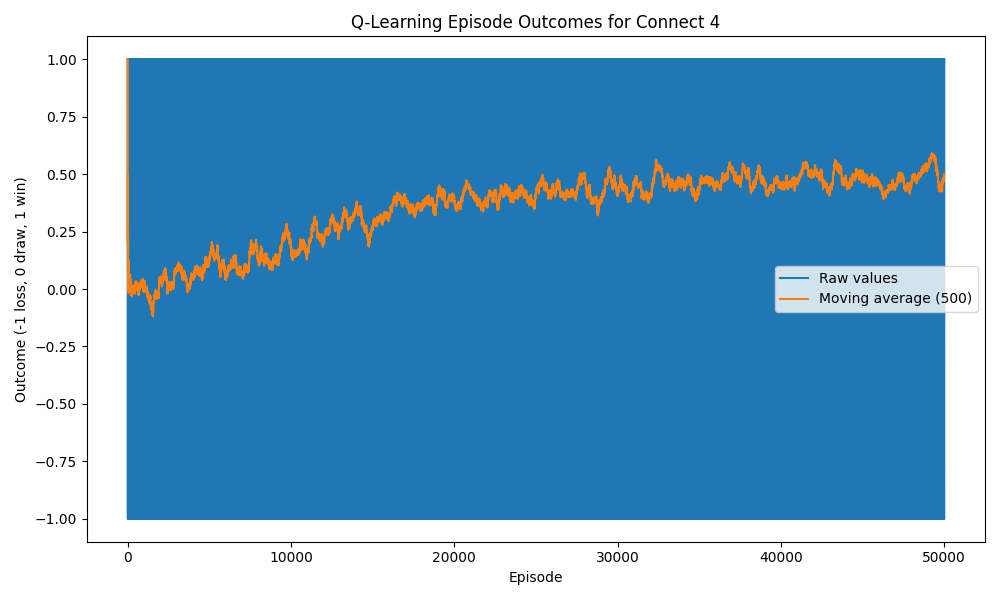 Q-Learning Episode Outcomes for Connect 4
Outcome (-1 loss, 0 draw, 1 win)
1.00
0.75
0.50
0.25
0.00
−0.25
−0.50
−0.75
−1.00
Raw values
Moving average (500)
0 10000 20000 30000 40000 50000
Episode